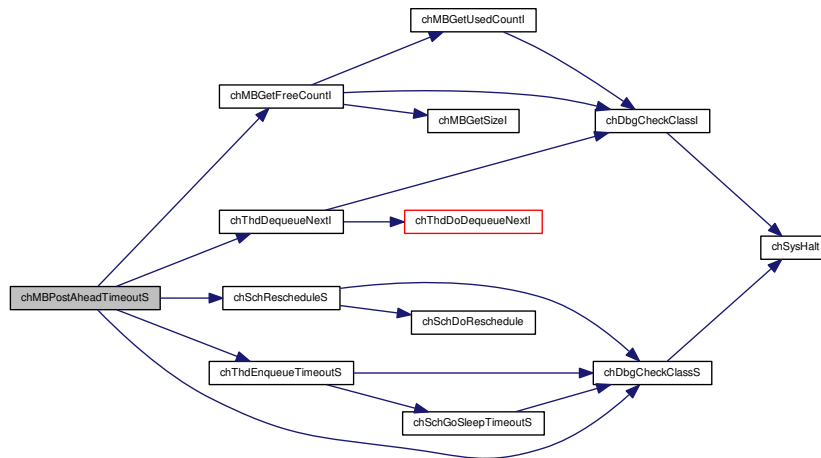 chMBGetUsedCountI
chMBGetFreeCountI
chMBGetSizeI
chDbgCheckClassI
chThdDequeueNextI
chThdDoDequeueNextI
chSysHalt
chMBPostAheadTimeoutS
chSchRescheduleS
chSchDoReschedule
chThdEnqueueTimeoutS
chDbgCheckClassS
chSchGoSleepTimeoutS